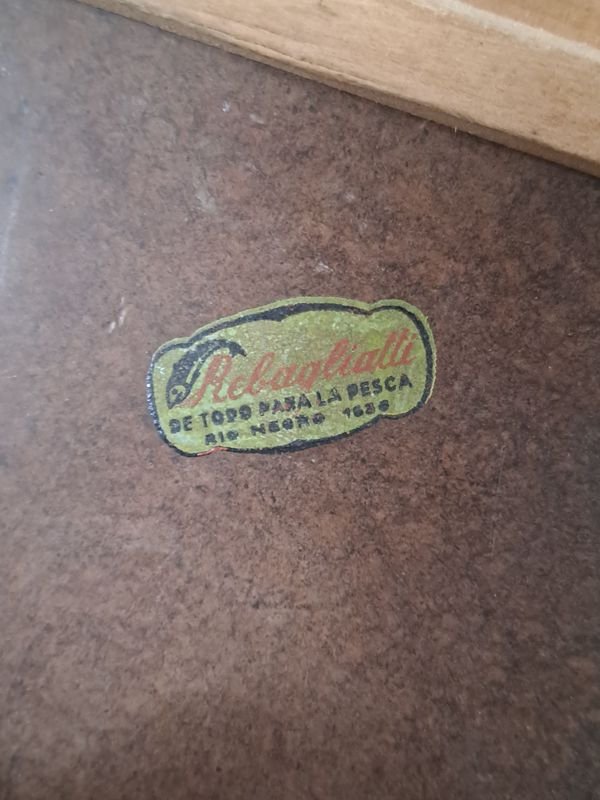 Rebagliatti
DE TODO PARA LA PESCA
RIO NEGRO 1636